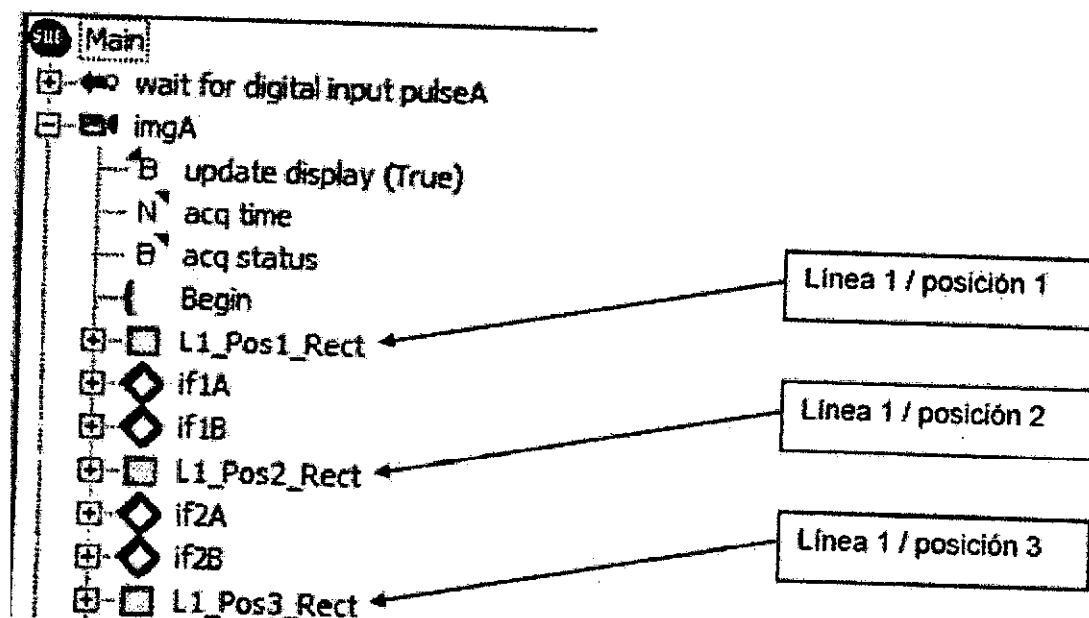 SUE Main
wait for digital input pulseA
imgA
B update display (True)
N acq time
B acq status
Begin
L1_Pos1_Rect
Línea 1 / posición 1
if1A
if1B
L1_Pos2_Rect
Línea 1 / posición 2
if2A
if2B
L1_Pos3_Rect
Línea 1 / posición 3